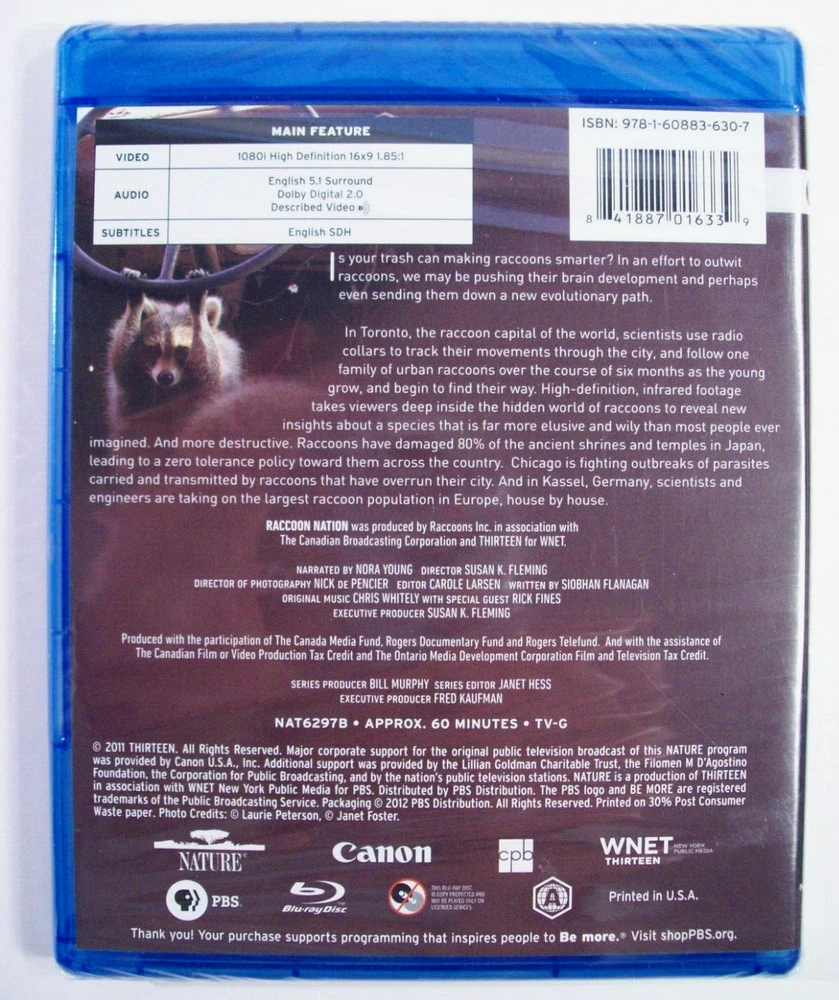 MAIN FEATURE
VIDEO 1080i High Definition 16x9 1.85:1
AUDIO English 5.1 Surround
Dolby Digital 2.0
Described Video
SUBTITLES English SDH
ISBN: 978-1-60883-630-7
8 41887 01633 9
Is your trash can making raccoons smarter? In an effort to outwit
raccoons, we may be pushing their brain development and perhaps
even sending them down a new evolutionary path.
In Toronto, the raccoon capital of the world, scientists use radio
collars to track their movements through the city, and follow one
family of urban raccoons over the course of six months as the young
grow, and begin to find their way. High-definition, infrared footage
takes viewers deep inside the hidden world of raccoons to reveal new
insights about a species that is far more elusive and wily than most people ever
imagined. And more destructive. Raccoons have damaged 80% of the ancient shrines and temples in Japan,
leading to a zero tolerance policy toward them across the country. Chicago is fighting outbreaks of parasites
carried and transmitted by raccoons that have overrun their city. And in Kassel, Germany, scientists and
engineers are taking on the largest raccoon population in Europe, house by house.
RACCOON NATION was produced by Raccoons Inc. in association with
The Canadian Broadcasting Corporation and THIRTEEN for WNET.
NARRATED BY NORA YOUNG DIRECTOR SUSAN K. FLEMING
DIRECTOR OF PHOTOGRAPHY NICK DE PENCIER EDITOR CAROLE LARSEN WRITTEN BY SIOBHAN FLANAGAN
ORIGINAL MUSIC CHRIS WHITELY WITH SPECIAL GUEST RICK FINES
EXECUTIVE PRODUCER SUSAN K. FLEMING
Produced with the participation of The Canada Media Fund, Rogers Documentary Fund and Rogers Telefund. And with the assistance of
The Canadian Film or Video Production Tax Credit and The Ontario Media Development Corporation Film and Television Tax Credit.
SERIES PRODUCER BILL MURPHY SERIES EDITOR JANET HESS
EXECUTIVE PRODUCER FRED KAUFMAN
NAT6297B • APPROX. 60 MINUTES • TV-G
© 2011 THIRTEEN. All Rights Reserved. Major corporate support for the original public television broadcast of this NATURE program
was provided by Canon U.S.A., Inc. Additional support was provided by the Lillian Goldman Charitable Trust, the Filomen M D'Agostino
Foundation, the Corporation for Public Broadcasting, and by the nation's public television stations. NATURE is a production of THIRTEEN
in association with WNET New York Public Media for PBS. Distributed by PBS Distribution. The PBS logo and BE MORE are registered
trademarks of the Public Broadcasting Service. Packaging © 2012 PBS Distribution. All Rights Reserved. Printed on 30% Post Consumer
Waste paper. Photo Credits: © Laurie Peterson, © Janet Foster.
NATURE® Canon cpb WNET THIRTEEN NEW YORK PUBLIC MEDIA
PBS. Blu-ray Disc™
THIS BLU-RAY DISC
IS COPY PROTECTED AND
MAY BE PLAYED ONLY ON
LICENSED DEVICES.
A
Printed in U.S.A.
Thank you! Your purchase supports programming that inspires people to Be more.® Visit shopPBS.org.